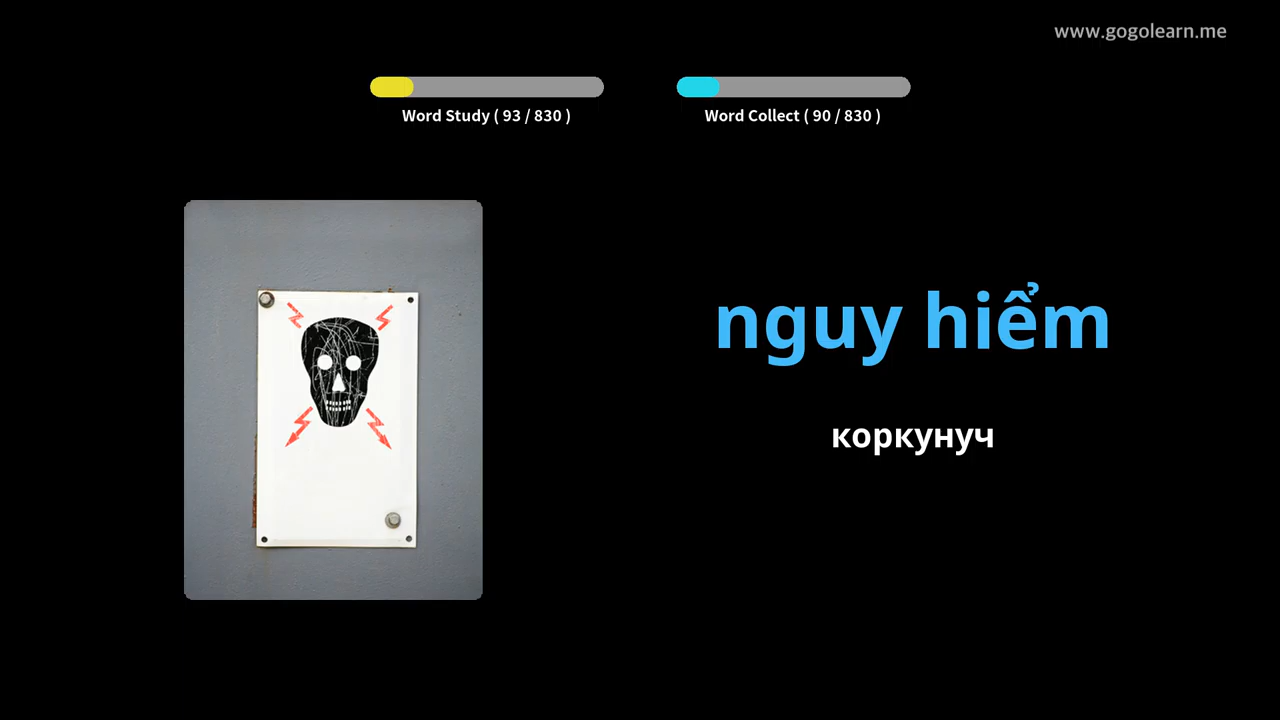 www.gogolearn.me
Word Study ( 93 / 830 )
Word Collect ( 90 / 830 )
nguy hiểm
коркунуч